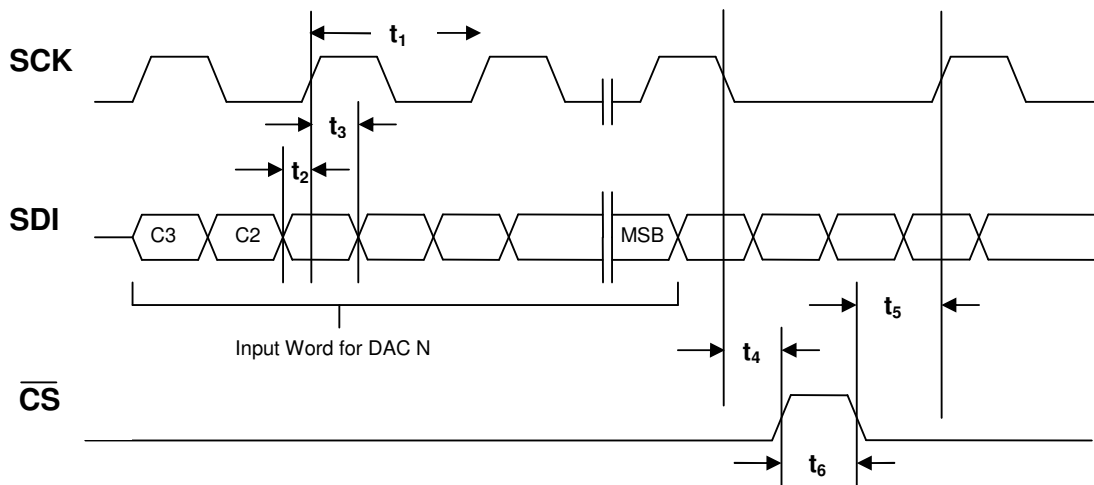 t1
SCK
t3
t2
SDI
C3
C2
MSB
t5
Input Word for DAC N
t4
CS
t6